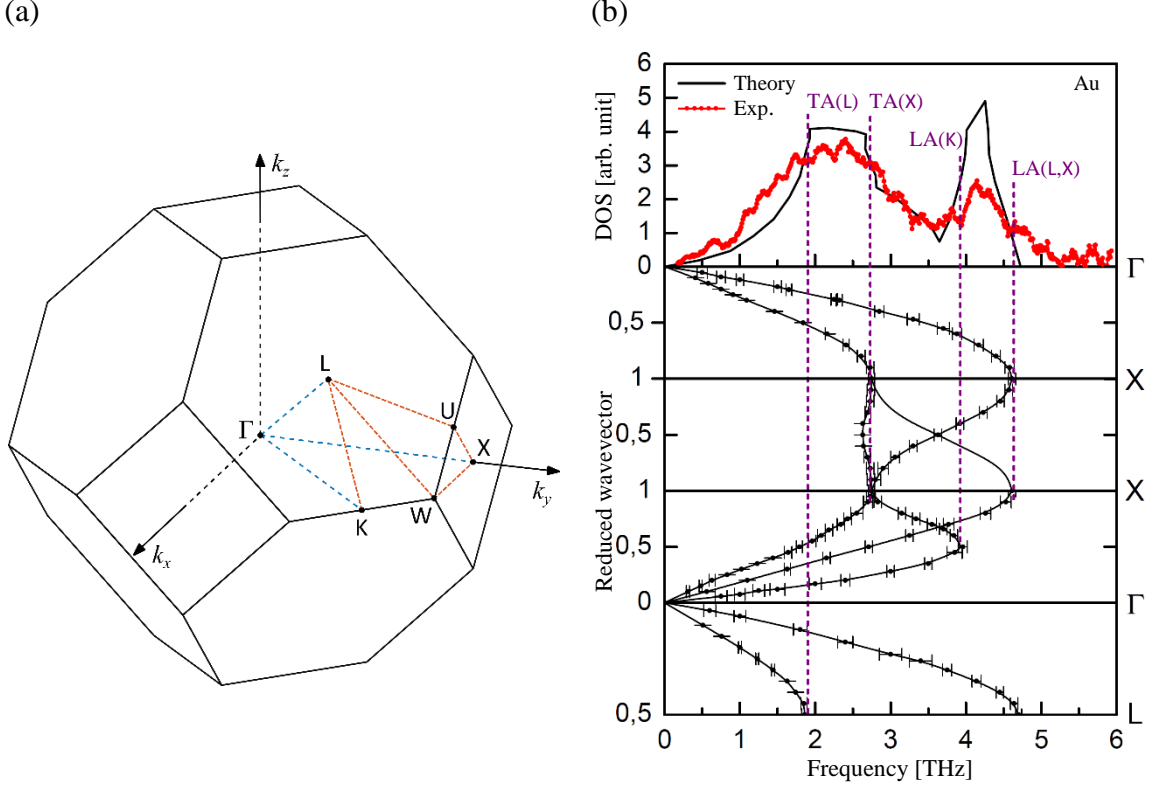 (a)
(b)
k_z
L
Γ
U
X
K
W
k_y
k_x
6
5
4
3
2
1
0
DOS [arb. unit]
Theory
Exp.
TA(L)
TA(X)
LA(K)
LA(L,X)
Au
Γ
0,5
1
X
0,5
1
X
0,5
0
Γ
0,5
L
Reduced wavevector
0 1 2 3 4 5 6
Frequency [THz]